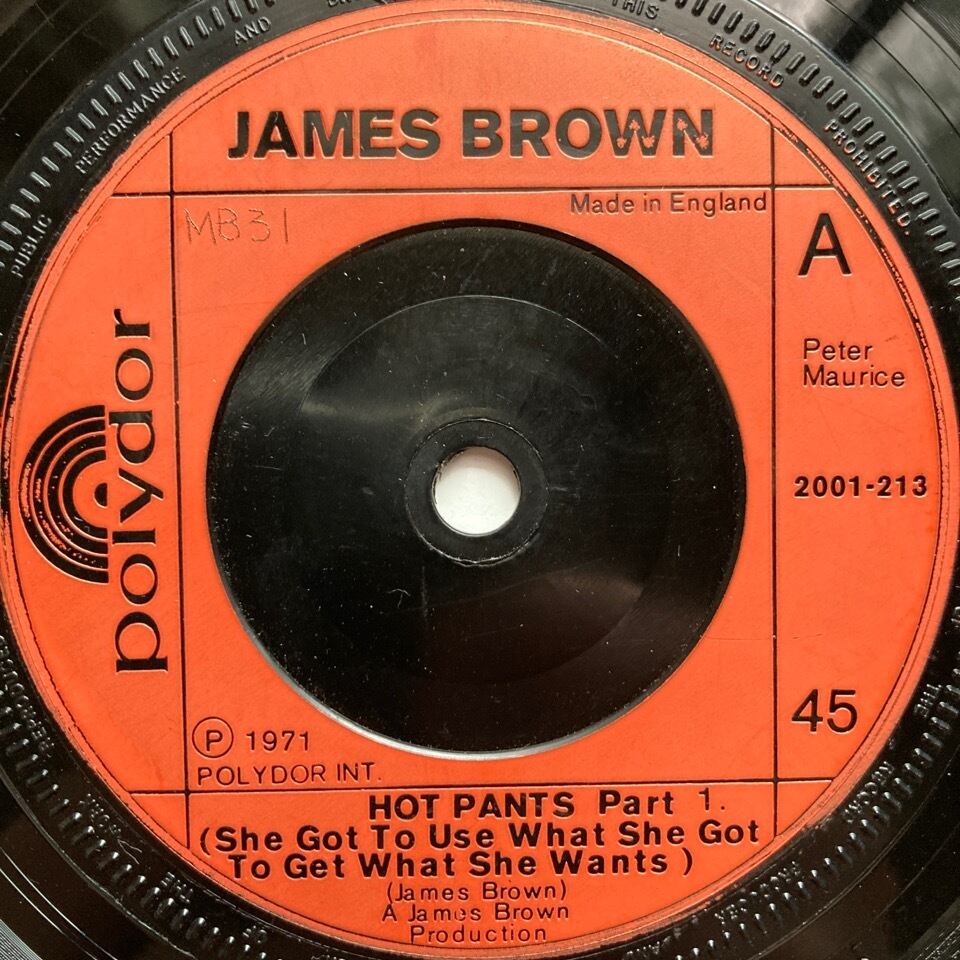 PUBLIC PERFORMANCE AND
THIS RECORD PROHIBITED.
JAMES BROWN
Made in England
MB31
A
Peter
Maurice
polydor
2001-213
45
Ⓟ 1971
POLYDOR INT.
HOT PANTS Part 1.
(She Got To Use What She Got
To Get What She Wants)
(James Brown)
A James Brown
Production